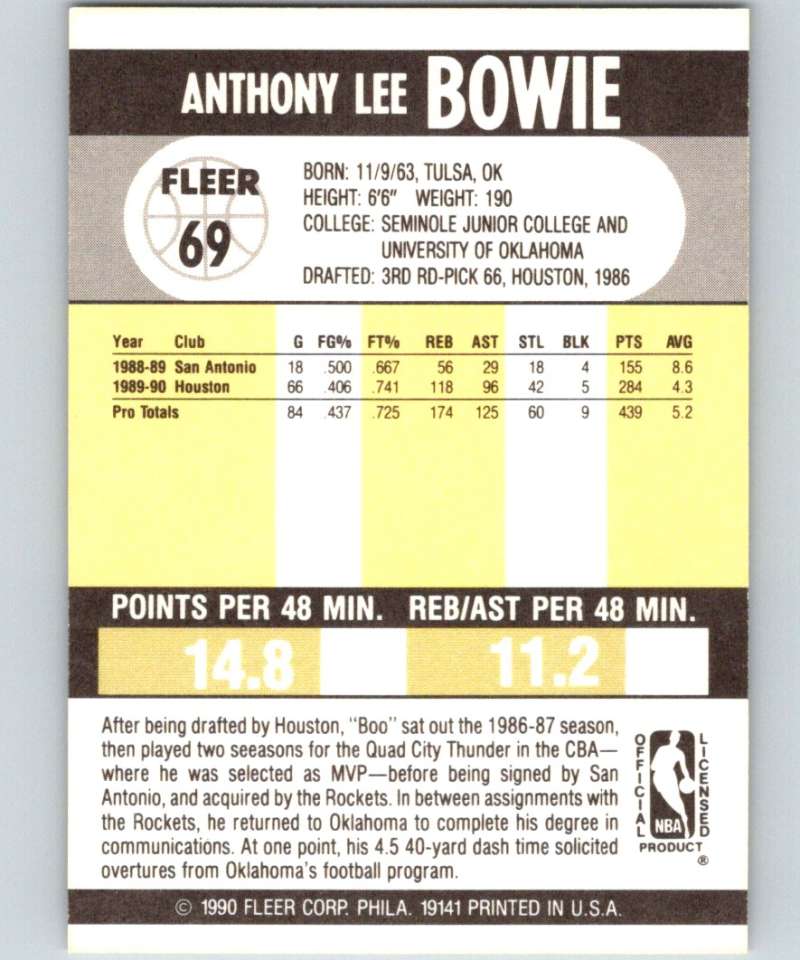 ANTHONY LEE BOWIE
FLEER
69
BORN: 11/9/63, TULSA, OK
HEIGHT: 6'6" WEIGHT: 190
COLLEGE: SEMINOLE JUNIOR COLLEGE AND
UNIVERSITY OF OKLAHOMA
DRAFTED: 3RD RD-PICK 66, HOUSTON, 1986
Year Club G FG% FT% REB AST STL BLK PTS AVG
1988-89 San Antonio 18 .500 .667 56 29 18 4 155 8.6
1989-90 Houston 66 .406 .741 118 96 42 5 284 4.3
Pro Totals 84 .437 .725 174 125 60 9 439 5.2
POINTS PER 48 MIN. REB/AST PER 48 MIN.
14.8 11.2
After being drafted by Houston, "Boo" sat out the 1986-87 season,
then played two seeasons for the Quad City Thunder in the CBA—
where he was selected as MVP—before being signed by San
Antonio, and acquired by the Rockets. In between assignments with
the Rockets, he returned to Oklahoma to complete his degree in
communications. At one point, his 4.5 40-yard dash time solicited
overtures from Oklahoma's football program.
OFFICIAL
NBA
LICENSED
PRODUCT
®
© 1990 FLEER CORP. PHILA. 19141 PRINTED IN U.S.A.